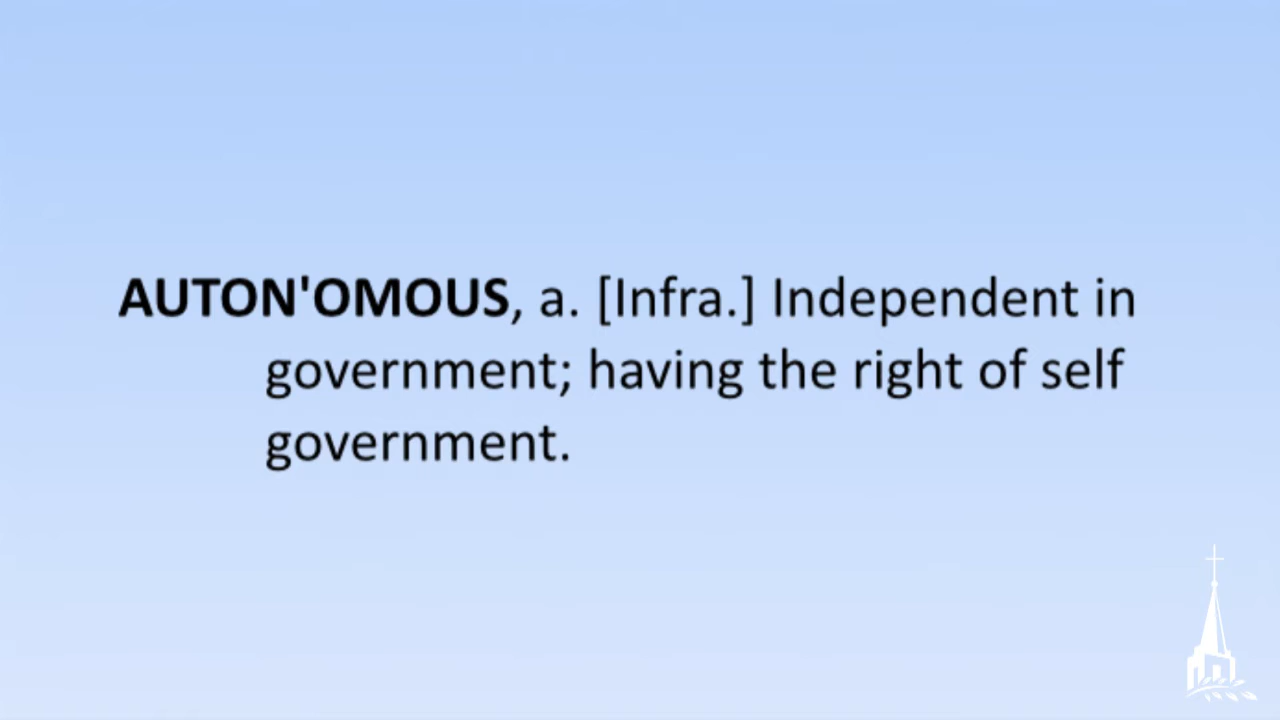 AUTON'OMOUS, a. [Infra.] Independent in
government; having the right of self
government.